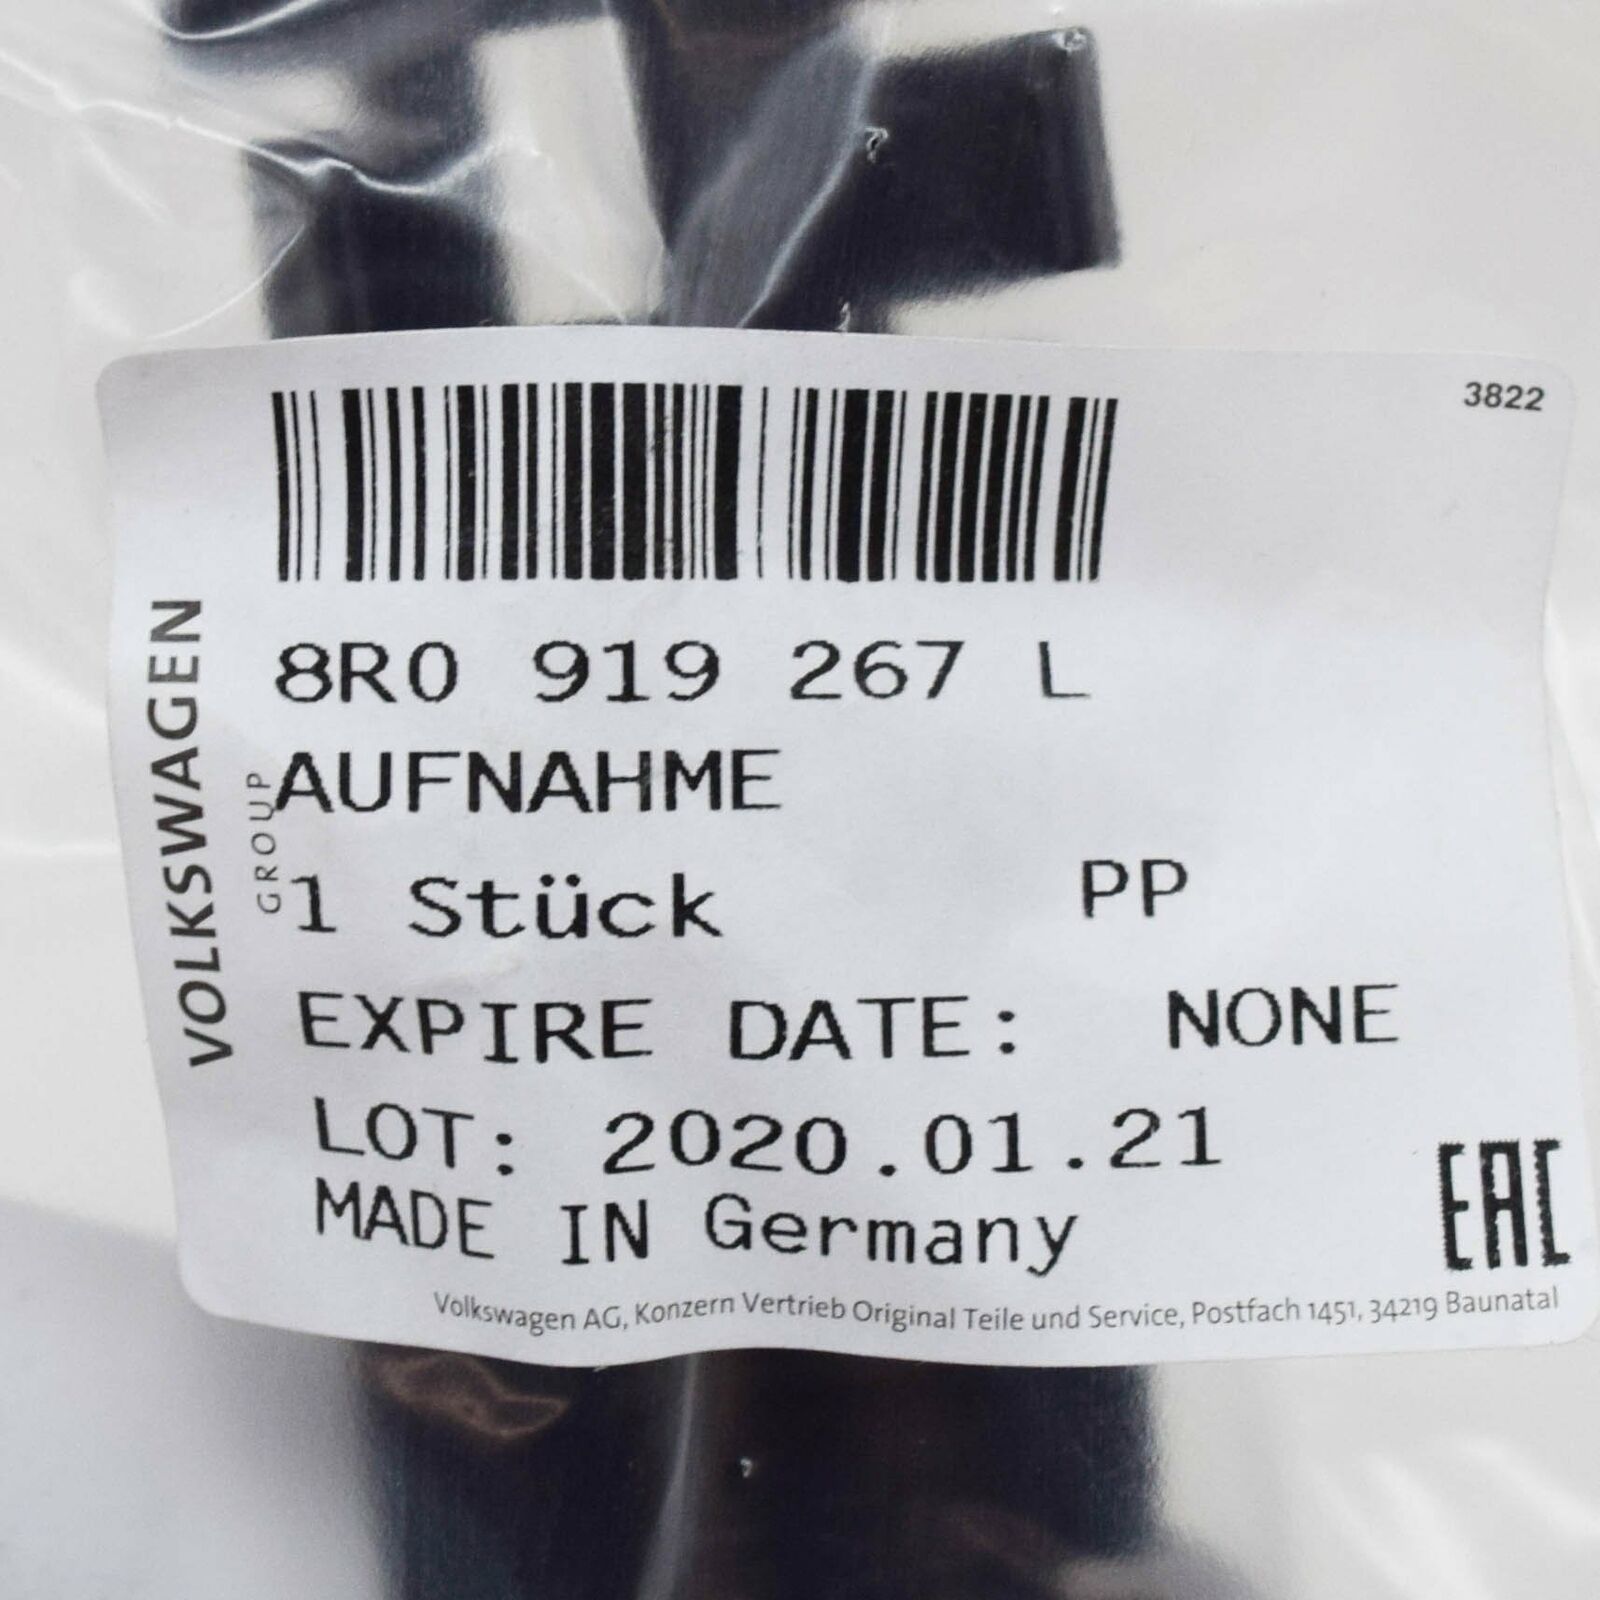 3822
8R0 919 267 L
AUFNAHME
1 Stück PP
EXPIRE DATE: NONE
LOT: 2020.01.21
MADE IN Germany
EAC
Volkswagen AG, Konzern Vertrieb Original Teile und Service, Postfach 1451, 34219 Baunatal
VOLKSWAGEN
GROUP